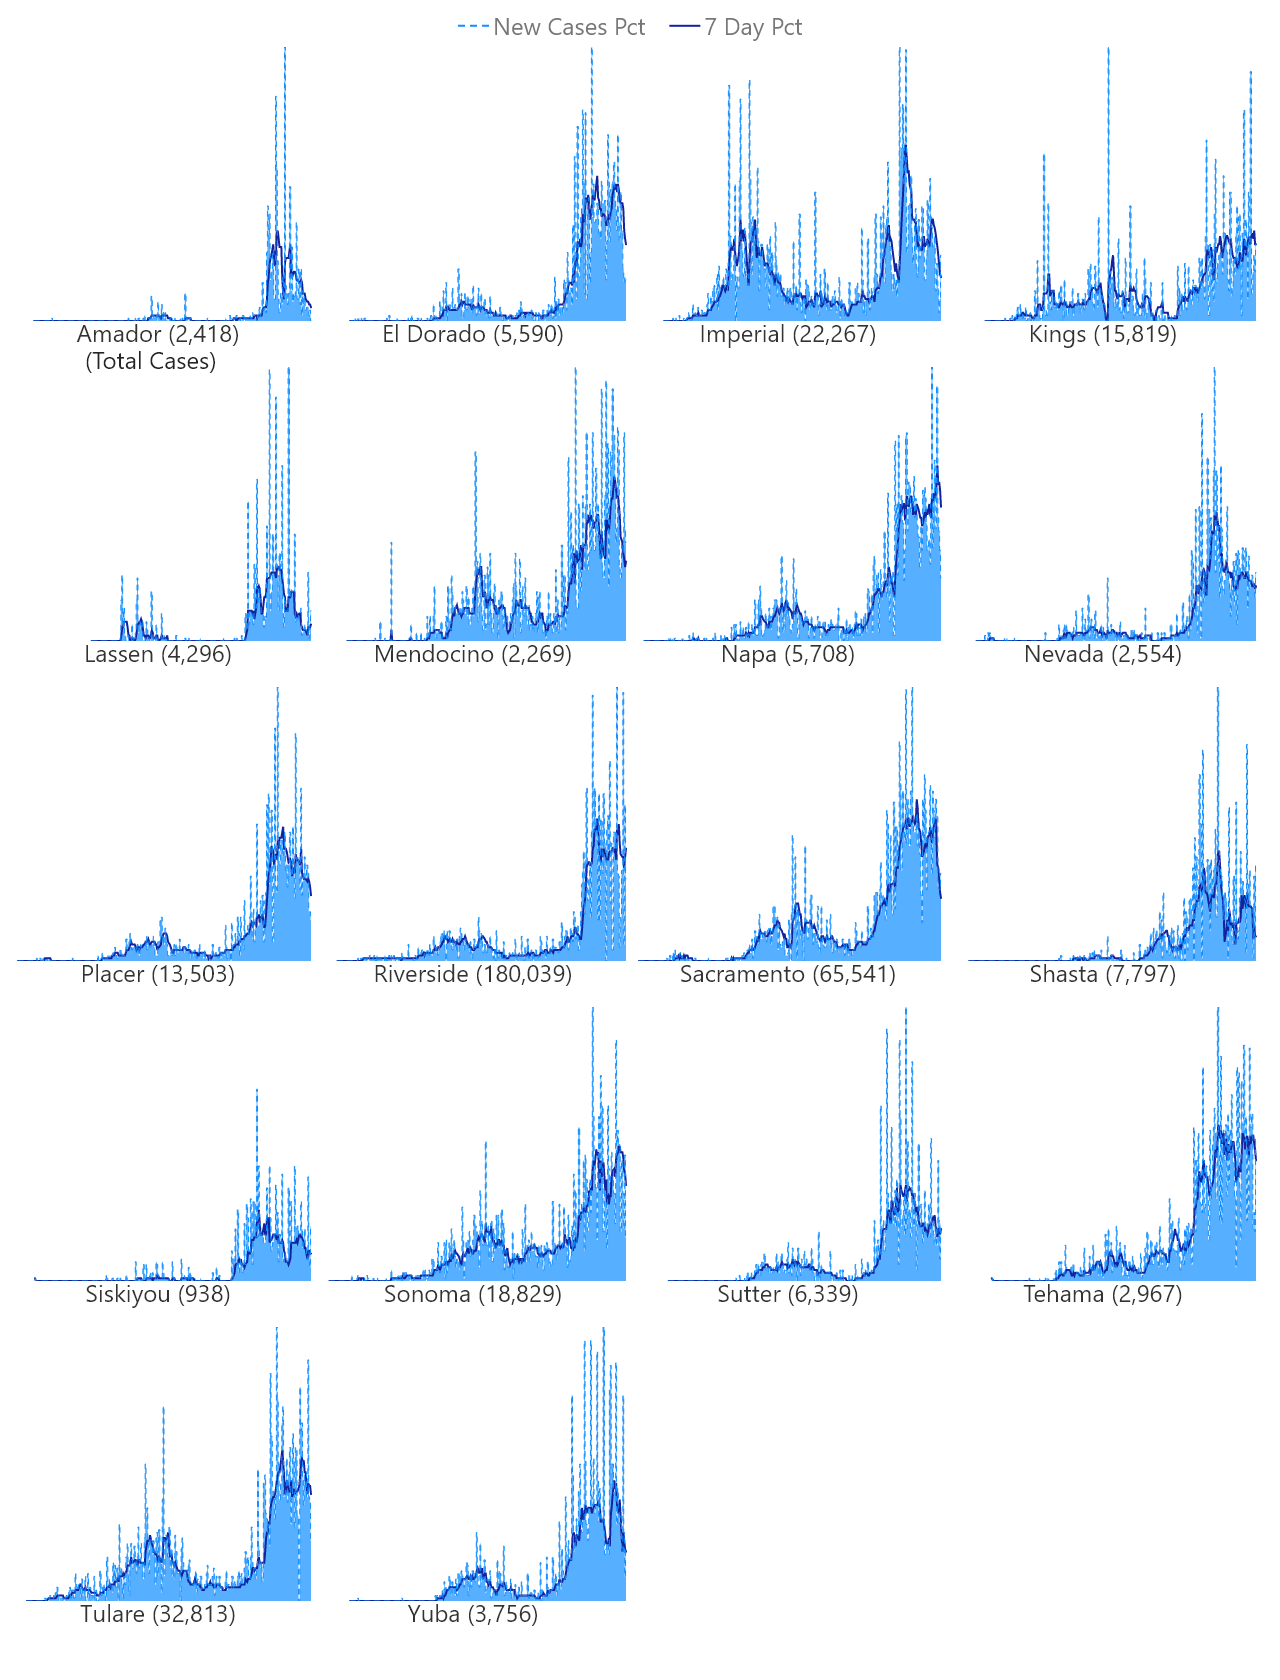 New Cases Pct 7 Day Pct
Amador (2,418) El Dorado (5,590) Imperial (22,267) Kings (15,819)
(Total Cases)
Lassen (4,296) Mendocino (2,269) Napa (5,708) Nevada (2,554)
Placer (13,503) Riverside (180,039) Sacramento (65,541) Shasta (7,797)
Siskiyou (938) Sonoma (18,829) Sutter (6,339) Tehama (2,967)
Tulare (32,813) Yuba (3,756)